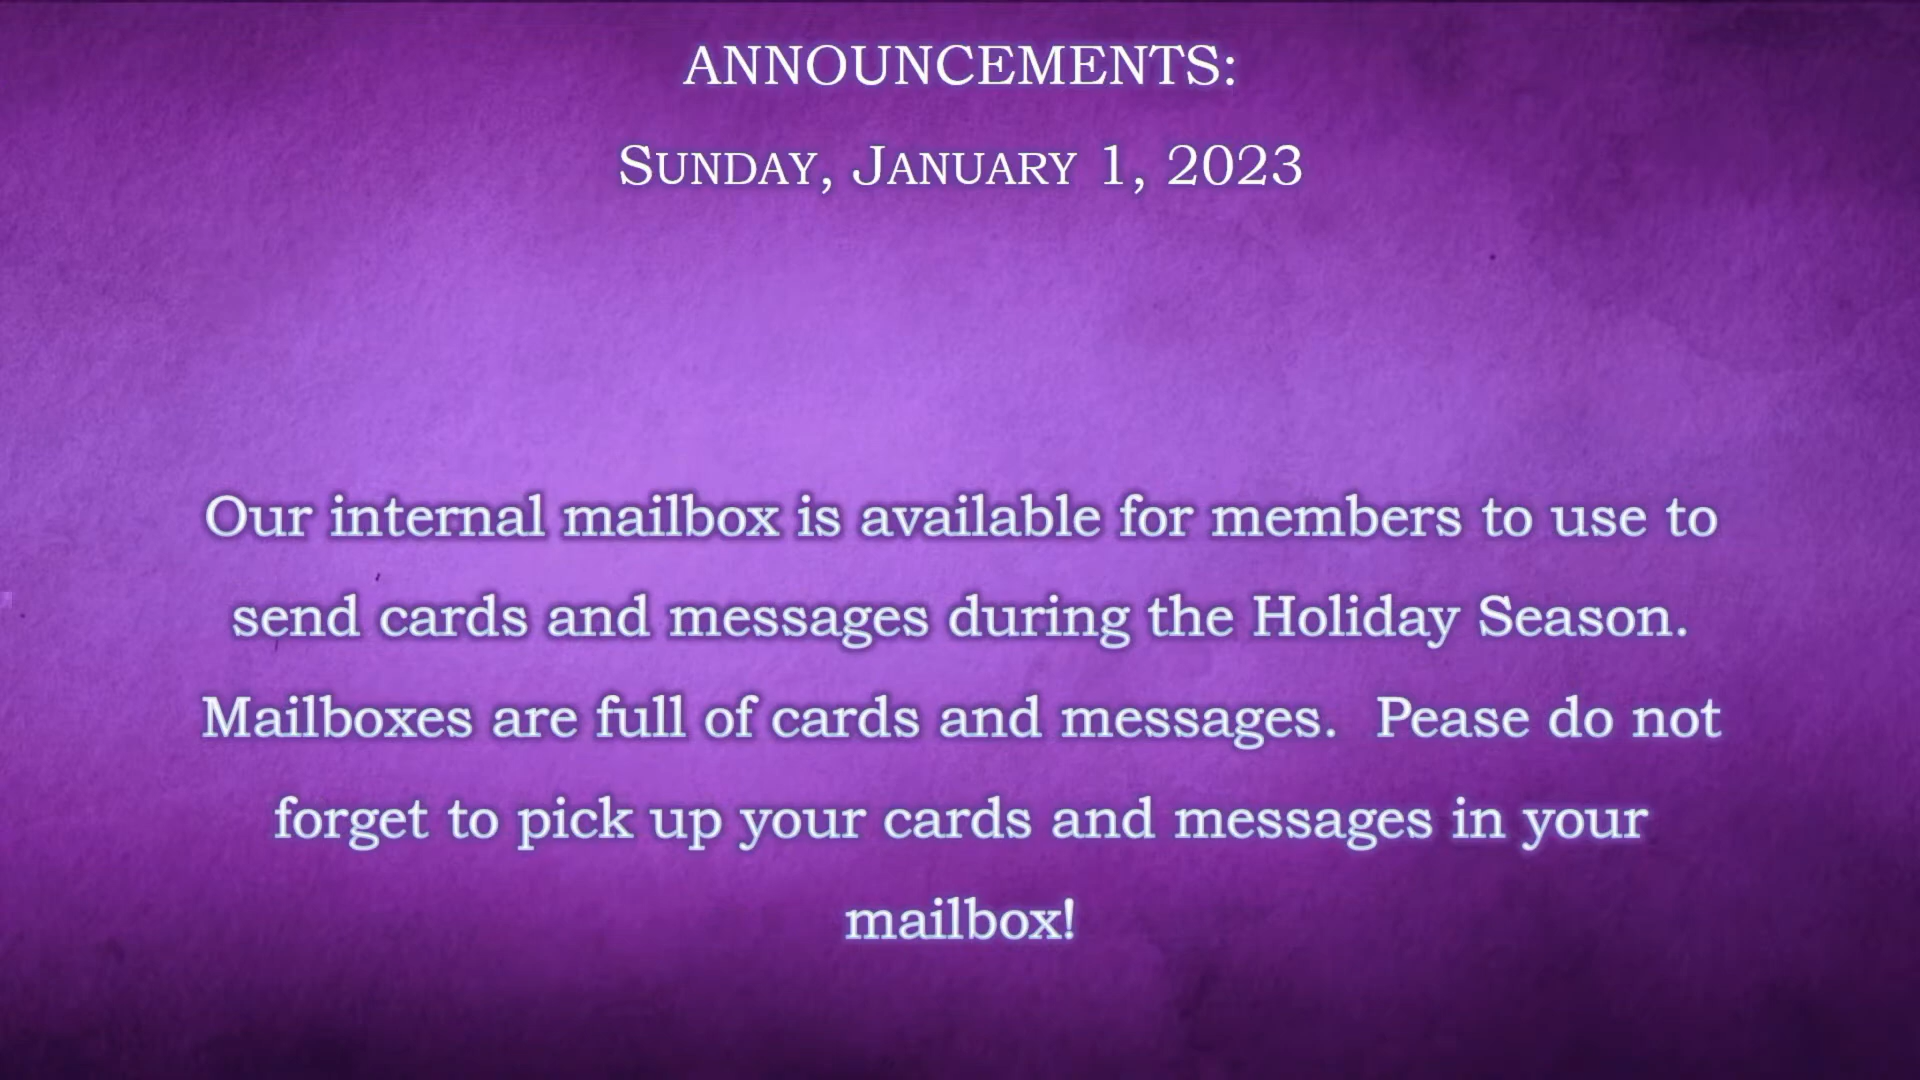 ANNOUNCEMENTS:
SUNDAY, JANUARY 1, 2023
Our internal mailbox is available for members to use to
send cards and messages during the Holiday Season.
Mailboxes are full of cards and messages.  Pease do not
forget to pick up your cards and messages in your
mailbox!